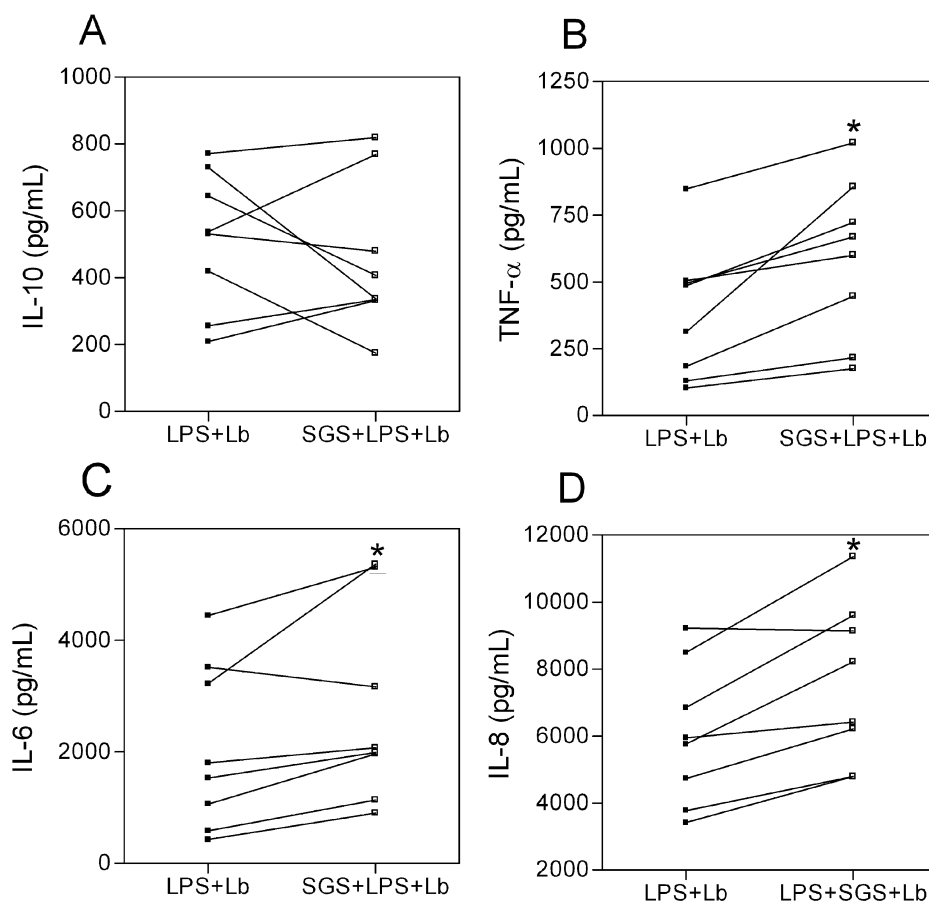 A
1000
800
600
400
200
0
IL-10 (pg/mL)
LPS+Lb SGS+LPS+Lb
B
1250
1000
750
500
250
0
TNF-α (pg/mL)
*
LPS+Lb SGS+LPS+Lb
C
6000
4000
2000
0
IL-6 (pg/mL)
*
LPS+Lb SGS+LPS+Lb
D
12000
10000
8000
6000
4000
2000
IL-8 (pg/mL)
*
LPS+Lb LPS+SGS+Lb